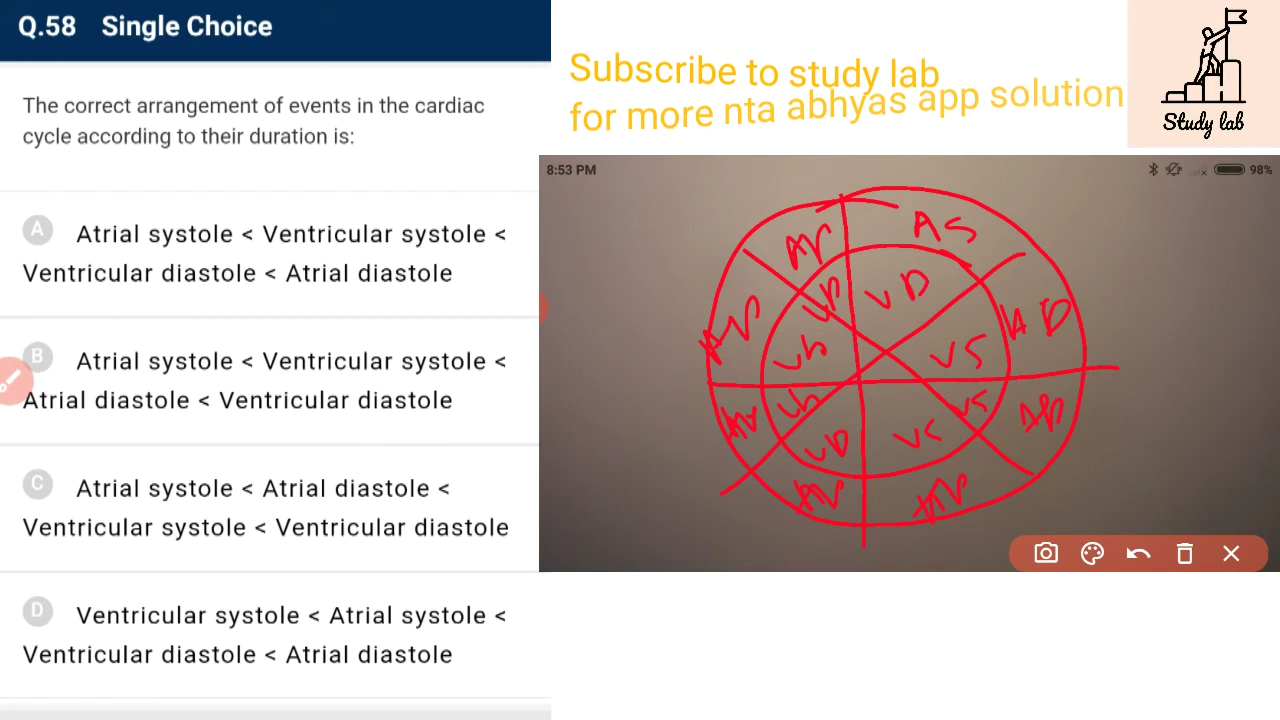 Q.58 Single Choice
The correct arrangement of events in the cardiac
cycle according to their duration is:
A Atrial systole < Ventricular systole <
Ventricular diastole < Atrial diastole
B Atrial systole < Ventricular systole <
Atrial diastole < Ventricular diastole
C Atrial systole < Atrial diastole <
Ventricular systole < Ventricular diastole
D Ventricular systole < Atrial systole <
Ventricular diastole < Atrial diastole
Subscribe to study lab
for more nta abhyas app solution
Study lab
8:53 PM
98%
AS
VD
AD
VS
VS
VD